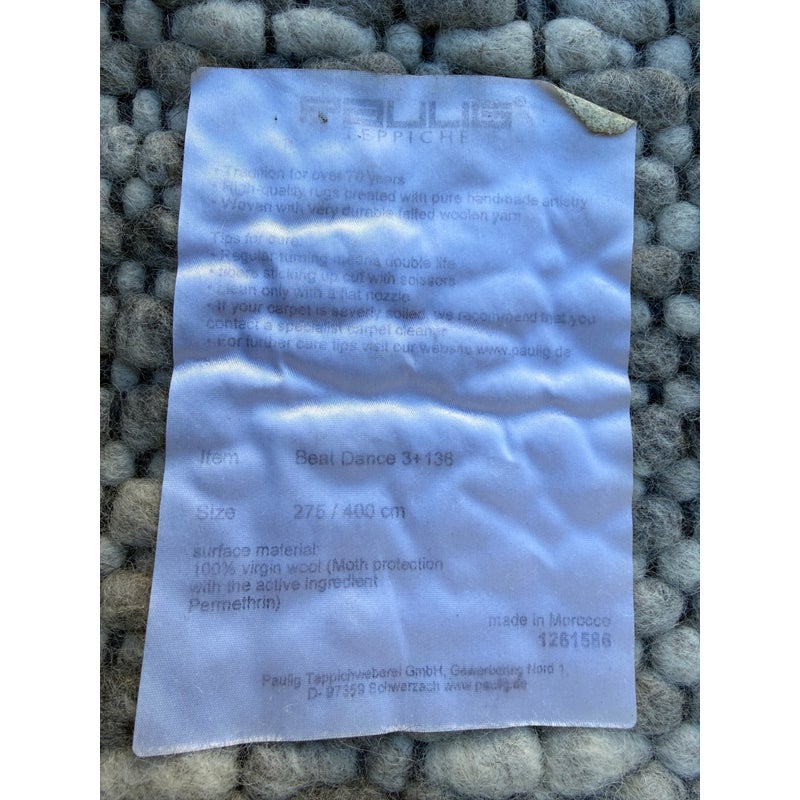 PAULIG®
TEPPICHE
• Tradition for over 70 years
• High-quality rugs created with pure handmade artistry
• Woven with very durable felted woolen yarn
Tips for care:
• Regular turning means double life
• sticking up cut with scissors
• Clean only with a flat nozzle
• If your carpet is severly soiled, we recommend that you
contact a specialist carpet cleaner
• For further care tips visit our website www.paulig.de
Item Beat Dance 3+136
Size 275 / 400 cm
surface material:
100% virgin wool (Moth protection
with the active ingredient
Permethrin)
made in Morocco
1261586
Paulig Teppichweberei GmbH, Gewerbering Nord 1,
D- 97359 Schwarzach www.paulig.de